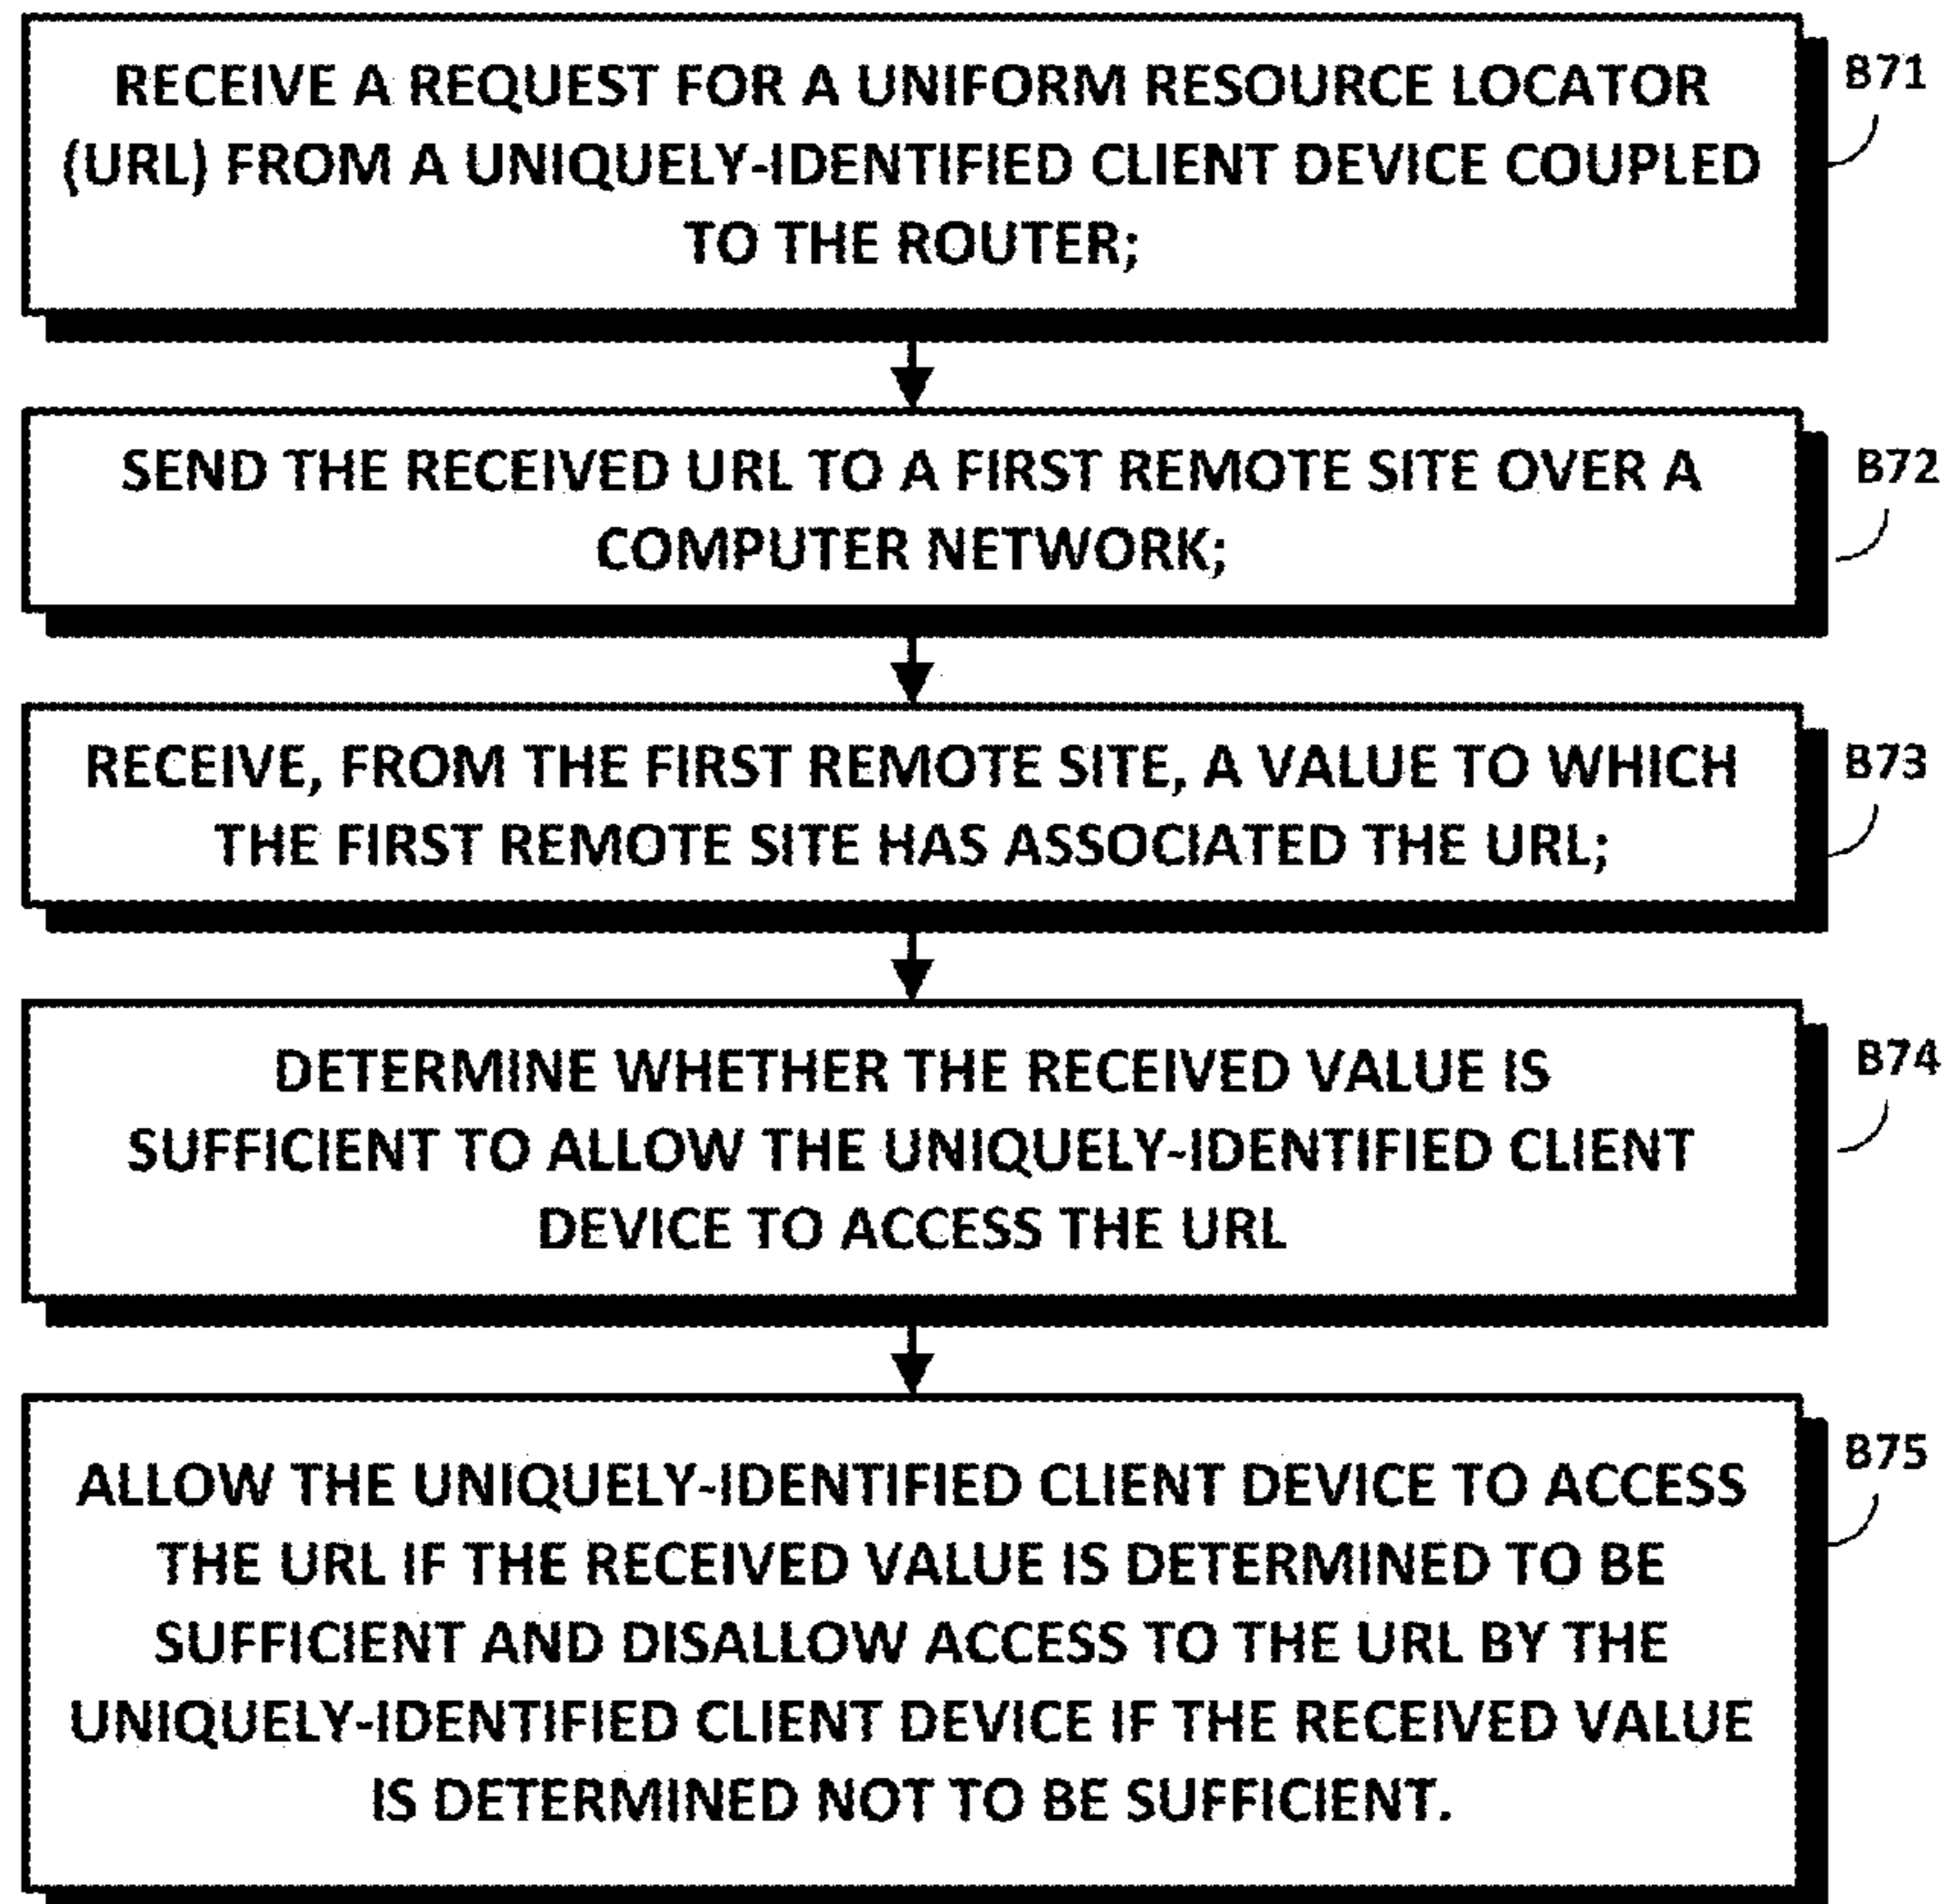 RECEIVE A REQUEST FOR A UNIFORM RESOURCE LOCATOR
(URL) FROM A UNIQUELY-IDENTIFIED CLIENT DEVICE COUPLED
TO THE ROUTER;
B71
SEND THE RECEIVED URL TO A FIRST REMOTE SITE OVER A
COMPUTER NETWORK;
B72
RECEIVE, FROM THE FIRST REMOTE SITE, A VALUE TO WHICH
THE FIRST REMOTE SITE HAS ASSOCIATED THE URL;
B73
DETERMINE WHETHER THE RECEIVED VALUE IS
SUFFICIENT TO ALLOW THE UNIQUELY-IDENTIFIED CLIENT
DEVICE TO ACCESS THE URL
B74
ALLOW THE UNIQUELY-IDENTIFIED CLIENT DEVICE TO ACCESS
THE URL IF THE RECEIVED VALUE IS DETERMINED TO BE
SUFFICIENT AND DISALLOW ACCESS TO THE URL BY THE
UNIQUELY-IDENTIFIED CLIENT DEVICE IF THE RECEIVED VALUE
IS DETERMINED NOT TO BE SUFFICIENT.
B75